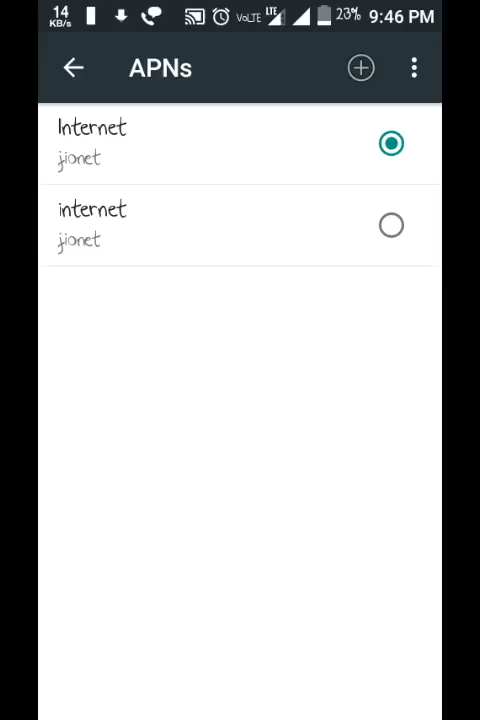 14 KB/s VoLTE LTE 23% 9:46 PM
APNs
Internet
jionet
internet
jionet